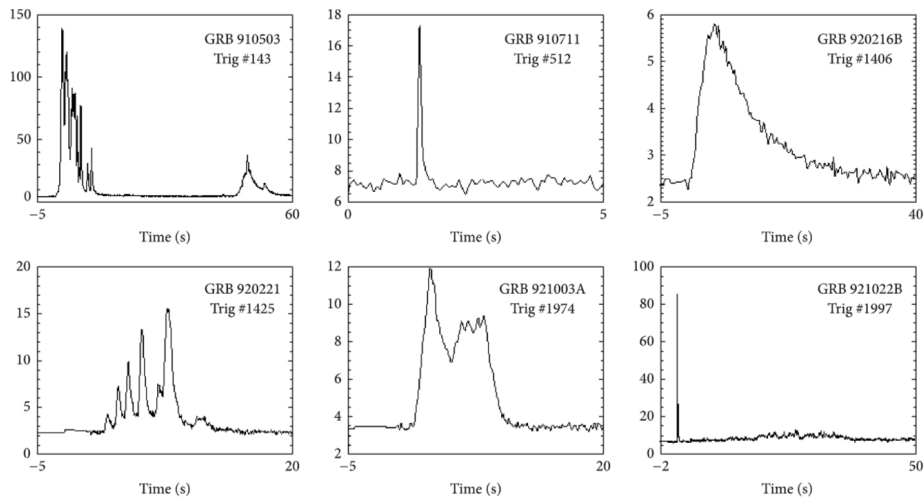 150
100
50
0
−5
60
GRB 910503
Trig #143
Time (s)
18
16
14
12
10
8
6
0
5
GRB 910711
Trig #512
Time (s)
6
5
4
3
2
−5
40
GRB 920216B
Trig #1406
Time (s)
20
15
10
5
0
−5
20
GRB 920221
Trig #1425
Time (s)
12
10
8
6
4
2
−5
20
GRB 921003A
Trig #1974
Time (s)
100
80
60
40
20
0
−2
50
GRB 921022B
Trig #1997
Time (s)